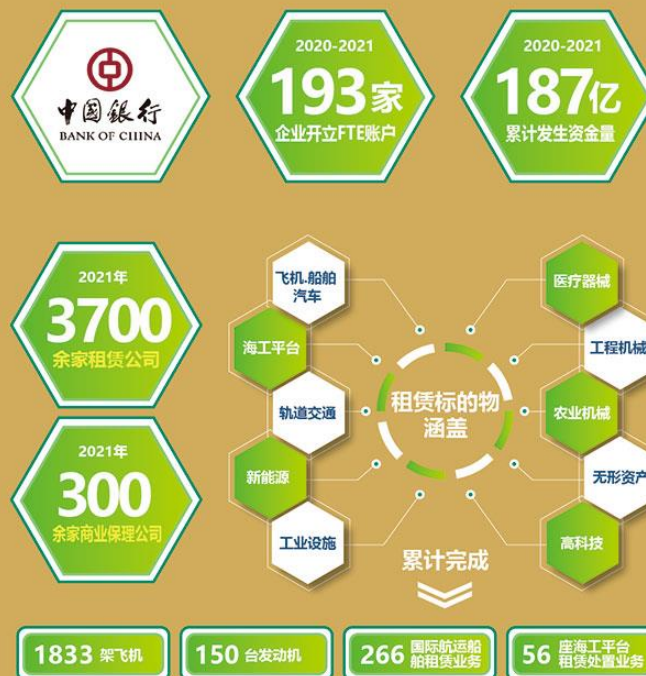 中國銀行
BANK OF CHINA
2020-2021
193家
企业开立FTE账户
2020-2021
187亿
累计发生资金量
2021年
3700
余家租赁公司
2021年
300
余家商业保理公司
飞机.船舶
汽车
海工平台
轨道交通
新能源
工业设施
租赁标的物
涵盖
医疗器械
工程机械
农业机械
无形资产
高科技
累计完成
1833 架飞机
150 台发动机
266 国际航运船
舶租赁业务
56 座海工平台
租赁处置业务